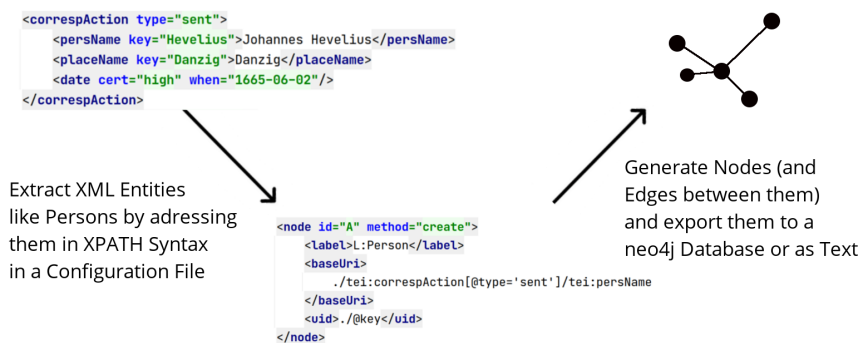 <correspAction type="sent">
<persName key="Hevelius">Johannes Hevelius</persName>
<placeName key="Danzig">Danzig</placeName>
<date cert="high" when="1665-06-02"/>
</correspAction>
Extract XML Entities
like Persons by adressing
them in XPATH Syntax
in a Configuration File
<node id="A" method="create">
<label>L:Person</label>
<baseUri>
./tei:correspAction[@type='sent']/tei:persName
</baseUri>
<uid>./@key</uid>
</node>
Generate Nodes (and
Edges between them)
and export them to a
neo4j Database or as Text